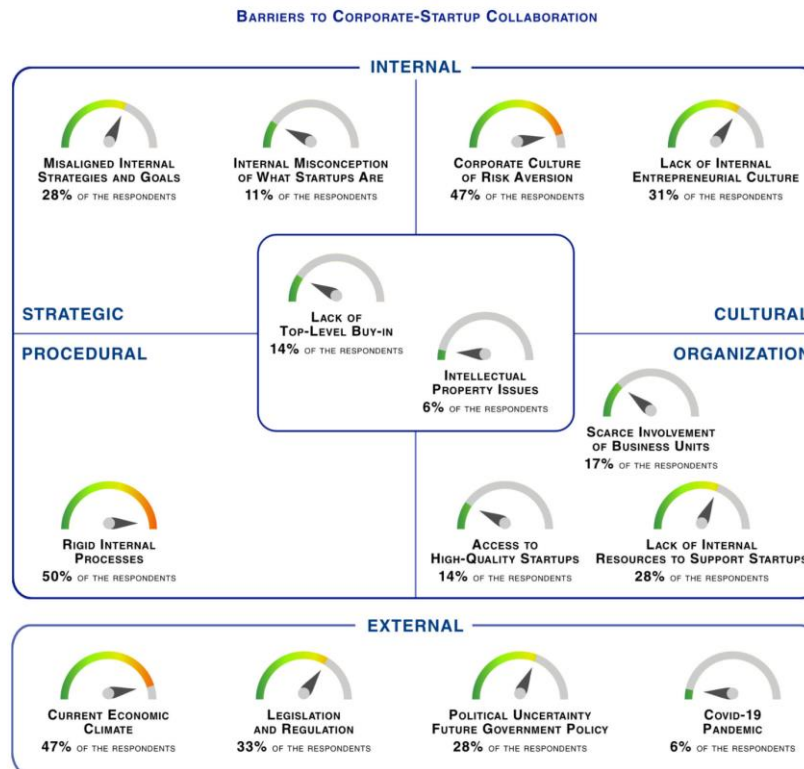 BARRIERS TO CORPORATE-STARTUP COLLABORATION
INTERNAL
MISALIGNED INTERNAL
STRATEGIES AND GOALS
28% OF THE RESPONDENTS
INTERNAL MISCONCEPTION
OF WHAT STARTUPS ARE
11% OF THE RESPONDENTS
CORPORATE CULTURE
OF RISK AVERSION
47% OF THE RESPONDENTS
LACK OF INTERNAL
ENTREPRENEURIAL CULTURE
31% OF THE RESPONDENTS
STRATEGIC
CULTURAL
LACK OF
TOP-LEVEL BUY-IN
14% OF THE RESPONDENTS
INTELLECTUAL
PROPERTY ISSUES
6% OF THE RESPONDENTS
PROCEDURAL
ORGANIZATION
SCARCE INVOLVEMENT
OF BUSINESS UNITS
17% OF THE RESPONDENTS
RIGID INTERNAL
PROCESSES
50% OF THE RESPONDENTS
ACCESS TO
HIGH-QUALITY STARTUPS
14% OF THE RESPONDENTS
LACK OF INTERNAL
RESOURCES TO SUPPORT STARTUPS
28% OF THE RESPONDENTS
EXTERNAL
CURRENT ECONOMIC
CLIMATE
47% OF THE RESPONDENTS
LEGISLATION
AND REGULATION
33% OF THE RESPONDENTS
POLITICAL UNCERTAINTY
FUTURE GOVERNMENT POLICY
28% OF THE RESPONDENTS
COVID-19
PANDEMIC
6% OF THE RESPONDENTS